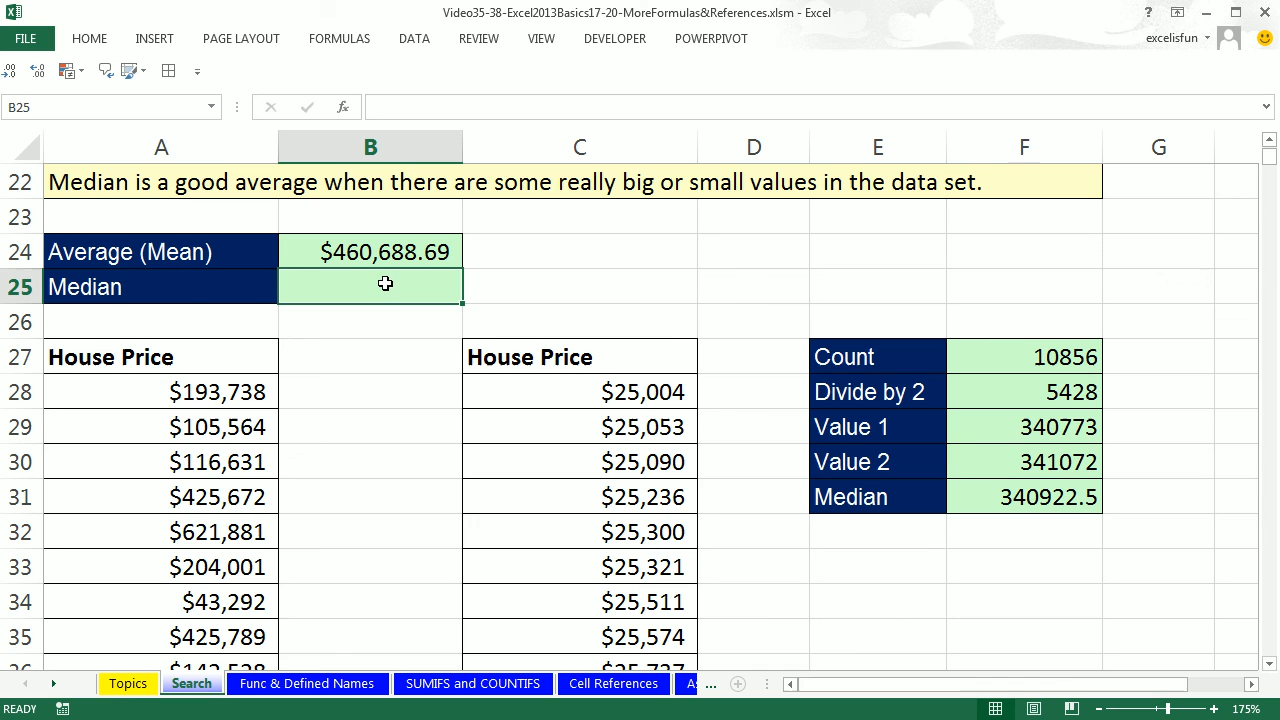 Video35-38-Excel2013Basics17-20-MoreFormulas&References.xlsm - Excel
FILE HOME INSERT PAGE LAYOUT FORMULAS DATA REVIEW VIEW DEVELOPER POWERPIVOT excelisfun
B25 fx
A B C D E F G
22 Median is a good average when there are some really big or small values in the data set.
23
24 Average (Mean) $460,688.69
25 Median
26
27 House Price House Price Count 10856
28 $193,738 $25,004 Divide by 2 5428
29 $105,564 $25,053 Value 1 340773
30 $116,631 $25,090 Value 2 341072
31 $425,672 $25,236 Median 340922.5
32 $621,881 $25,300
33 $204,001 $25,321
34 $43,292 $25,511
35 $425,789 $25,574
Topics Search Func & Defined Names SUMIFS and COUNTIFS Cell References As ...
READY 175%